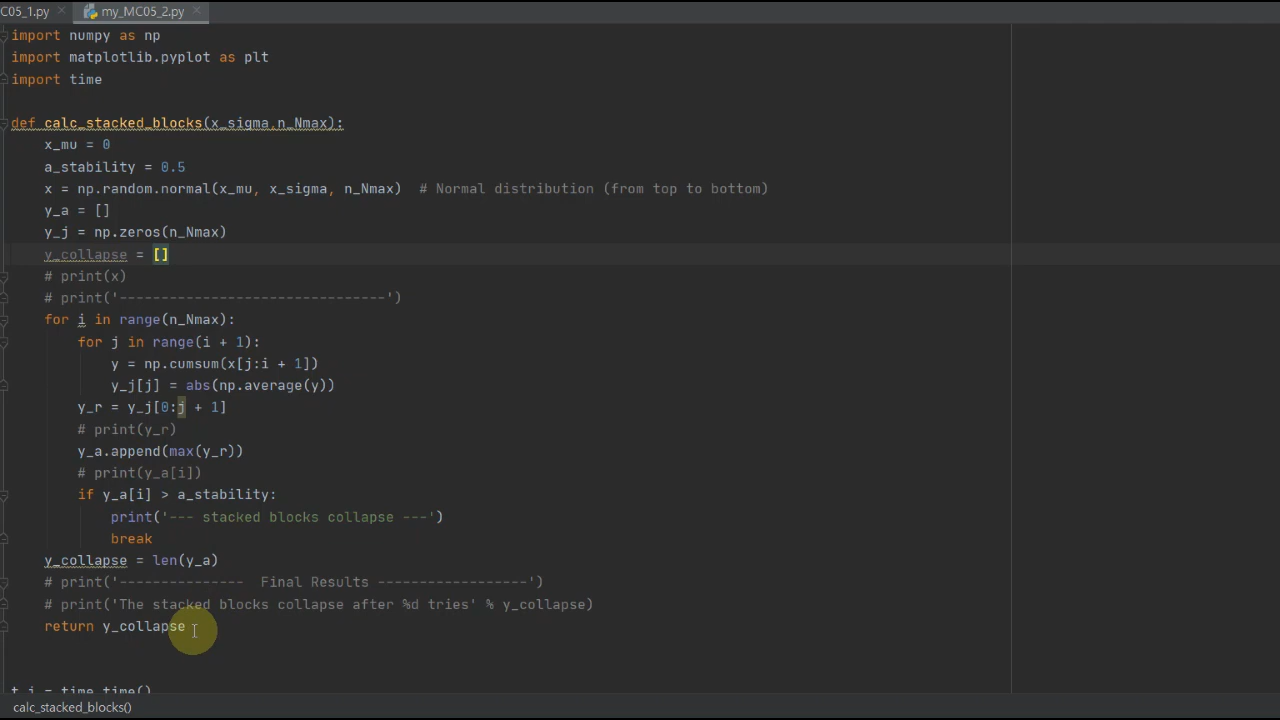 C05_1.py my_MC05_2.py
import numpy as np
import matplotlib.pyplot as plt
import time
def calc_stacked_blocks(x_sigma,n_Nmax):
x_mu = 0
a_stability = 0.5
x = np.random.normal(x_mu, x_sigma, n_Nmax)  # Normal distribution (from top to bottom)
y_a = []
y_j = np.zeros(n_Nmax)
y_collapse = []
# print(x)
# print('--------------------------------')
for i in range(n_Nmax):
for j in range(i + 1):
y = np.cumsum(x[j:i + 1])
y_j[j] = abs(np.average(y))
y_r = y_j[0:j + 1]
# print(y_r)
y_a.append(max(y_r))
# print(y_a[i])
if y_a[i] > a_stability:
print('--- stacked blocks collapse ---')
break
y_collapse = len(y_a)
# print('---------------  Final Results ------------------')
# print('The stacked blocks collapse after %d tries' % y_collapse)
return y_collapse
t_i = time.time()
calc_stacked_blocks()